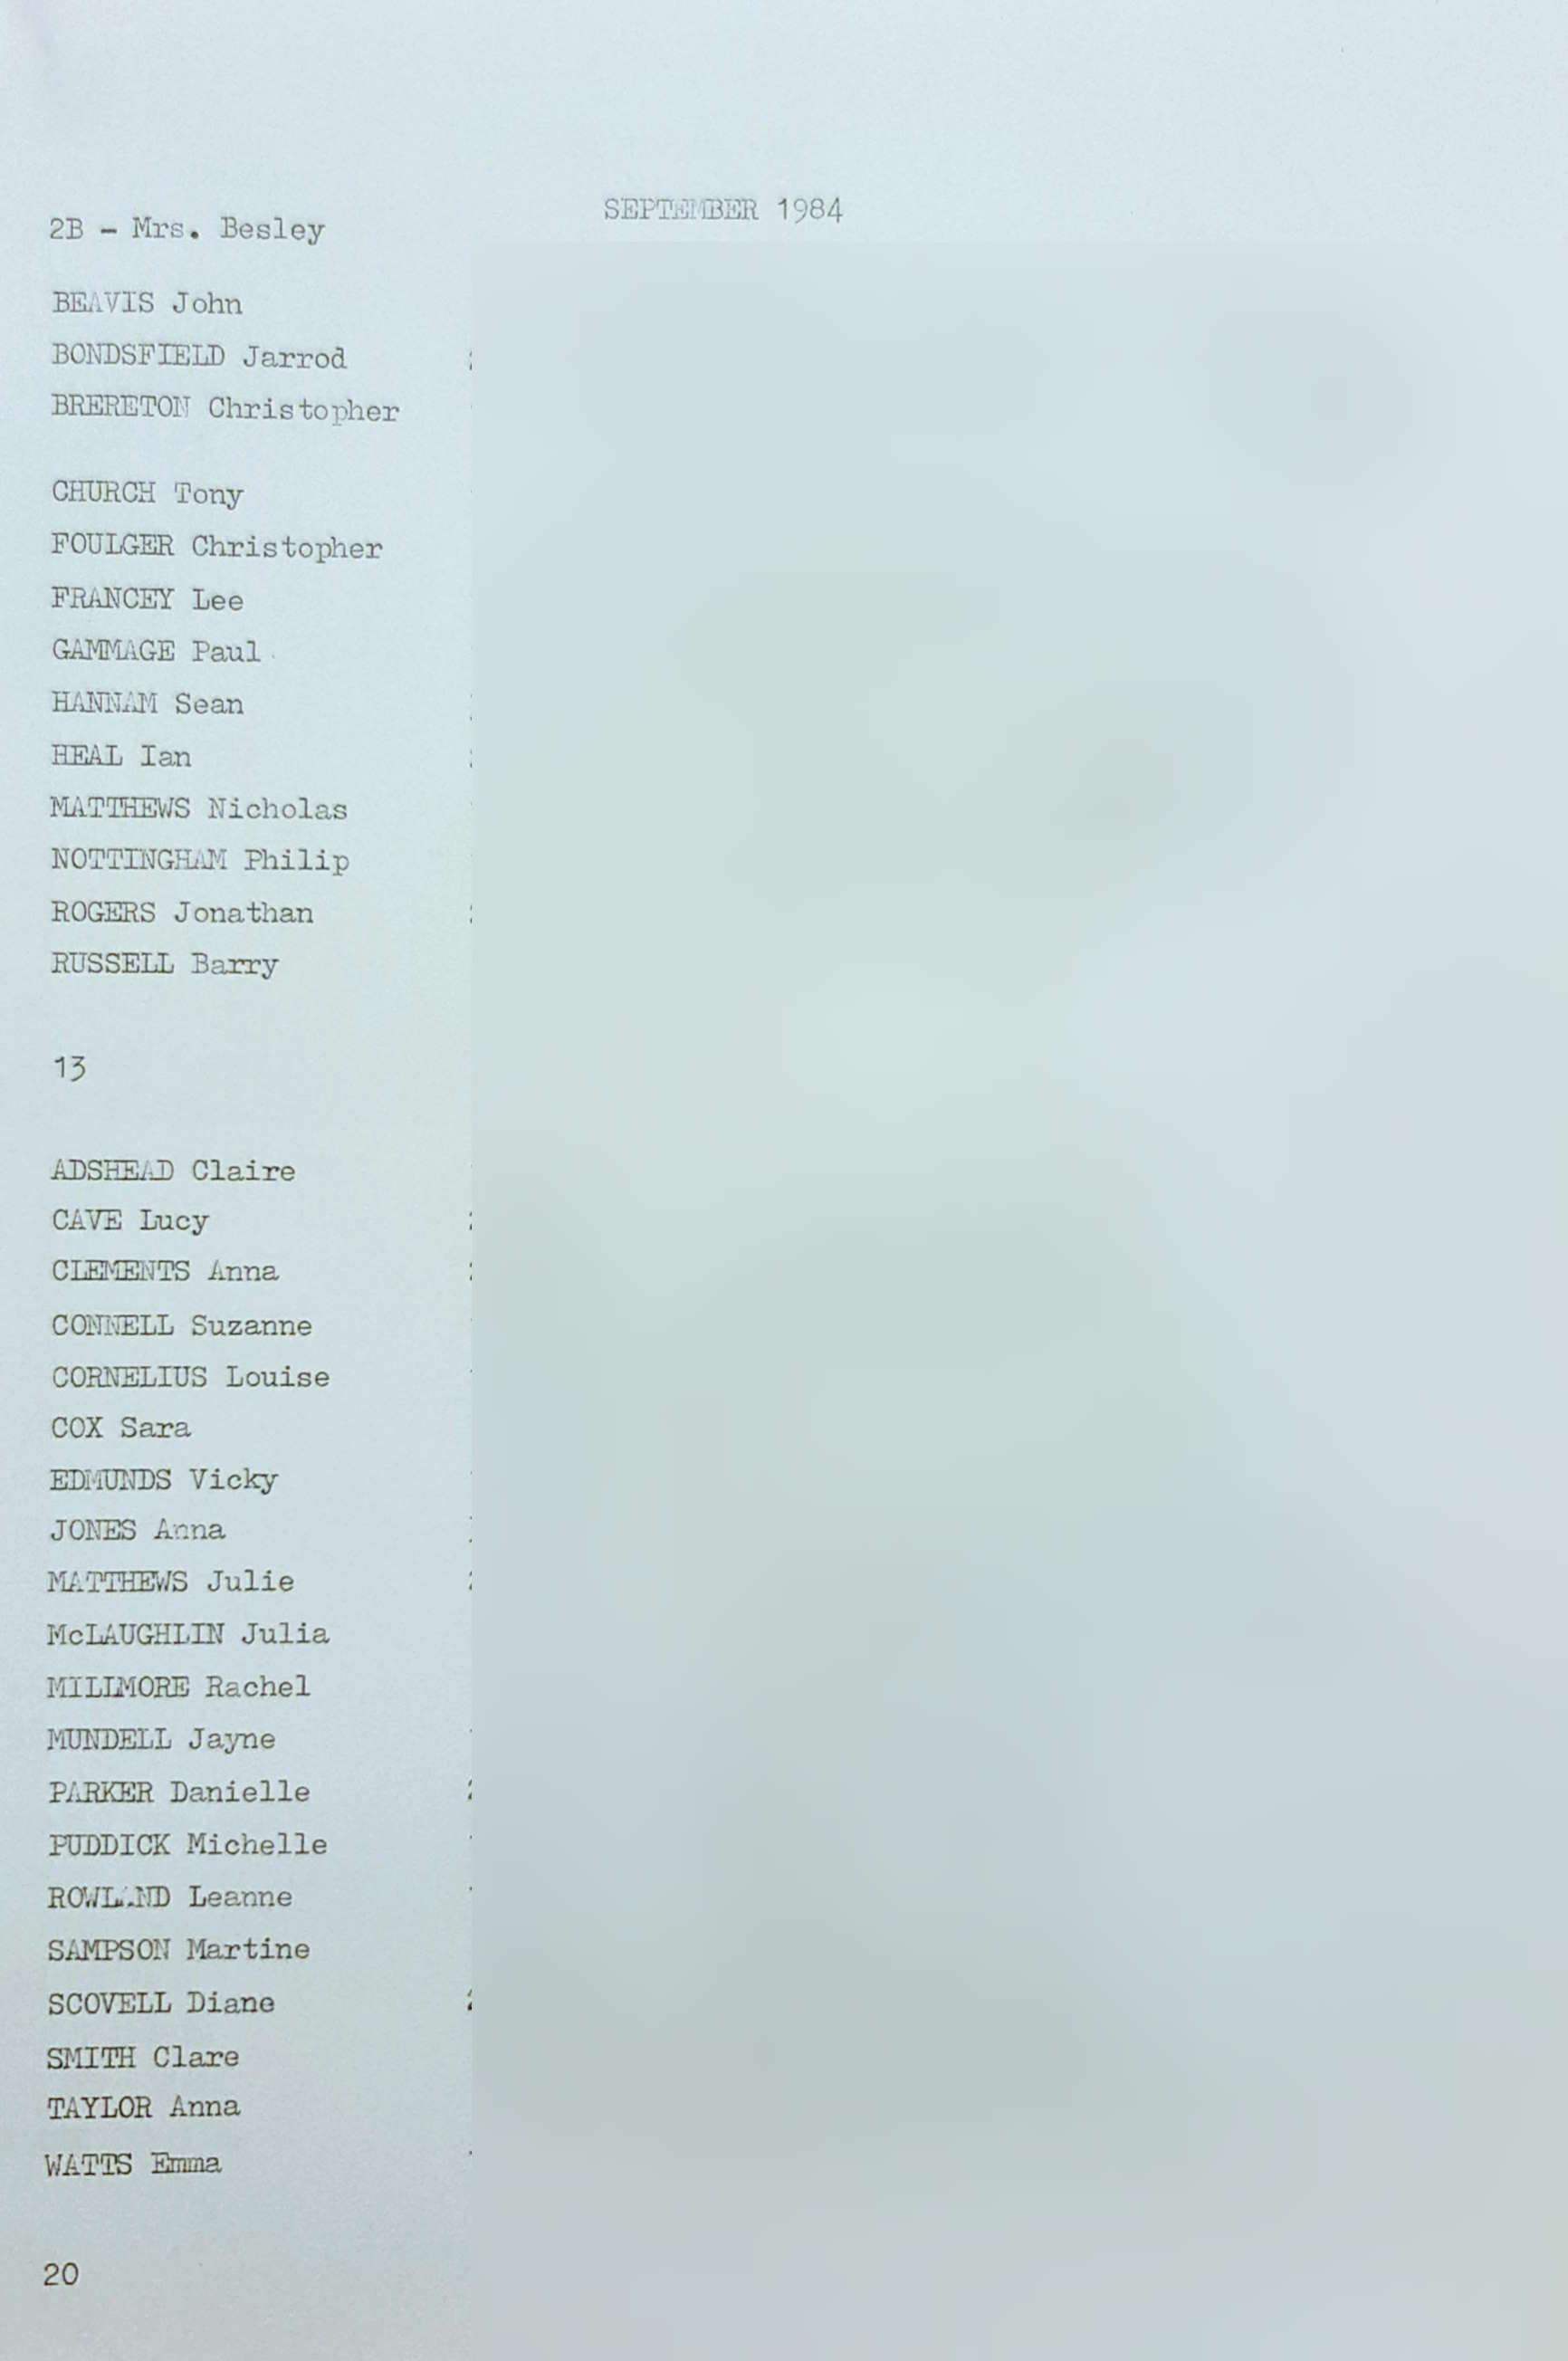 SEPTEMBER 1984
2B - Mrs. Besley
BEAVIS John
BONDSFIELD Jarrod
BRERETON Christopher
CHURCH Tony
FOULGER Christopher
FRANCEY Lee
GAMMAGE Paul
HANNAM Sean
HEAL Ian
MATTHEWS Nicholas
NOTTINGHAM Philip
ROGERS Jonathan
RUSSELL Barry
13
ADSHEAD Claire
CAVE Lucy
CLEMENTS Anna
CONNELL Suzanne
CORNELIUS Louise
COX Sara
EDMUNDS Vicky
JONES Anna
MATTHEWS Julie
McLAUGHLIN Julia
MILLMORE Rachel
MUNDELL Jayne
PARKER Danielle
PUDDICK Michelle
ROWLAND Leanne
SAMPSON Martine
SCOVELL Diane
SMITH Clare
TAYLOR Anna
WATTS Emma
20